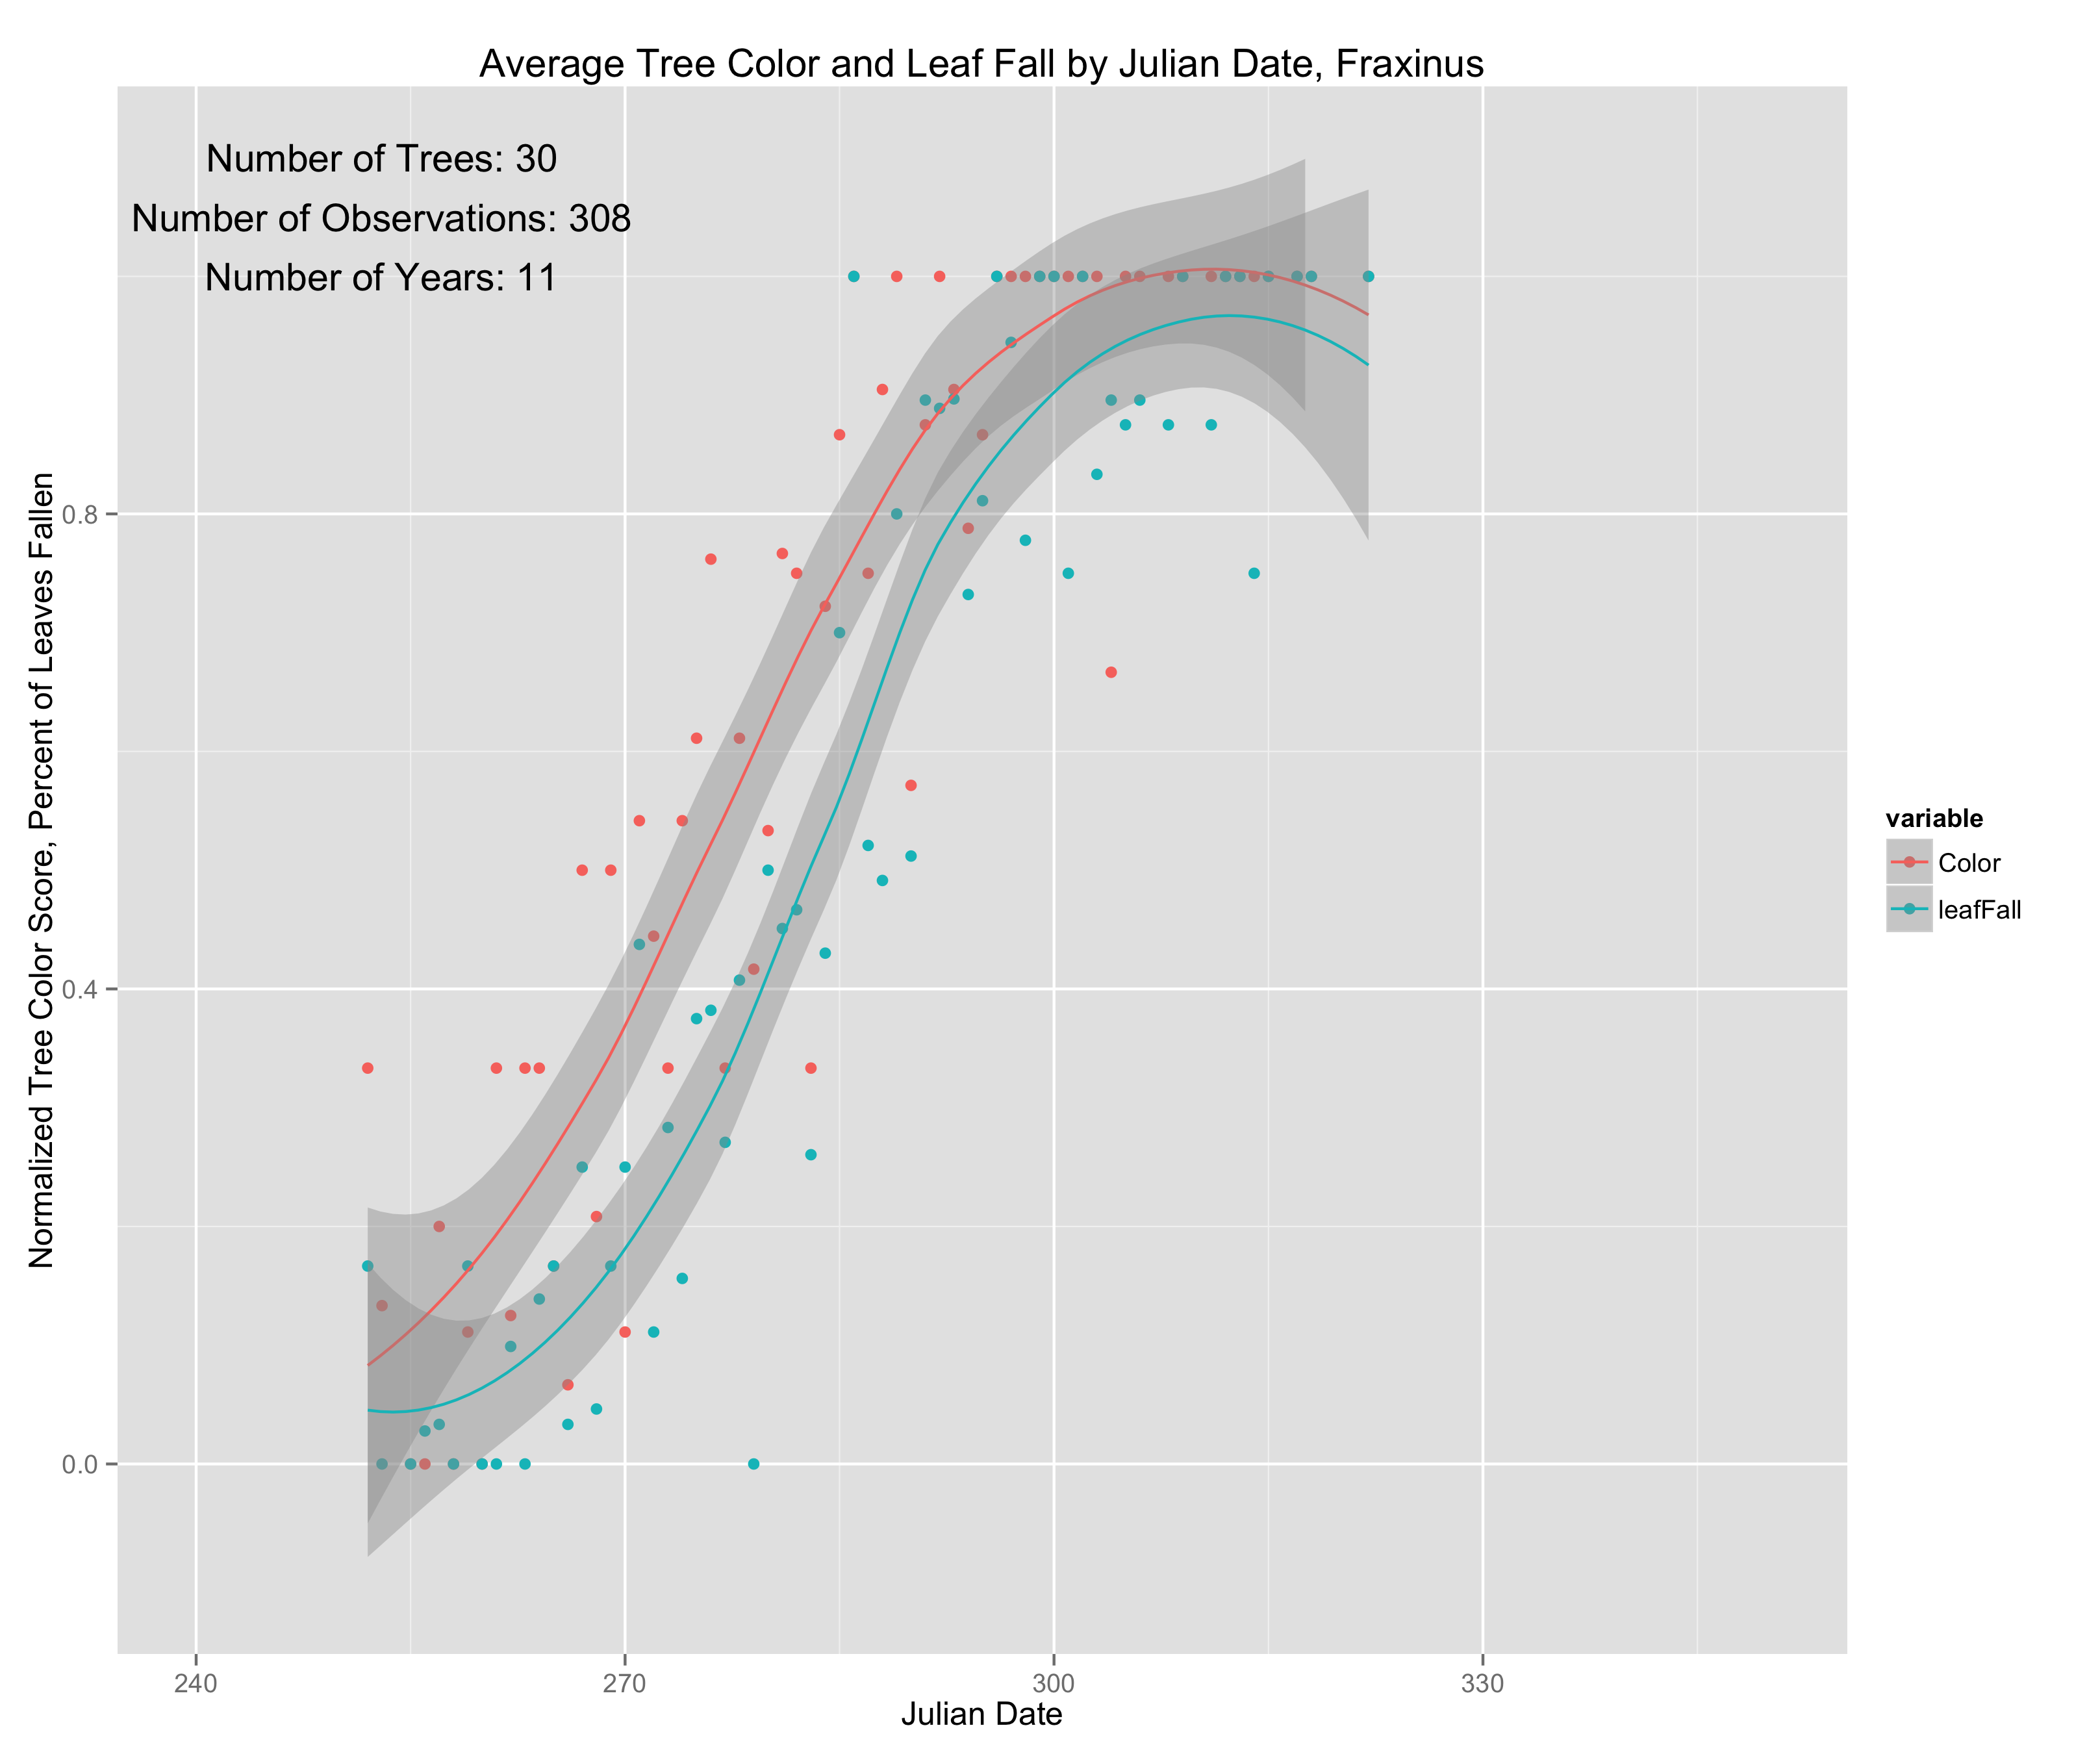 Average Tree Color and Leaf Fall by Julian Date, Fraxinus
Number of Trees: 30
Number of Observations: 308
Number of Years: 11
Normalized Tree Color Score, Percent of Leaves Fallen
0.8
0.4
0.0
240 270 300 330
Julian Date
variable
Color
leafFall